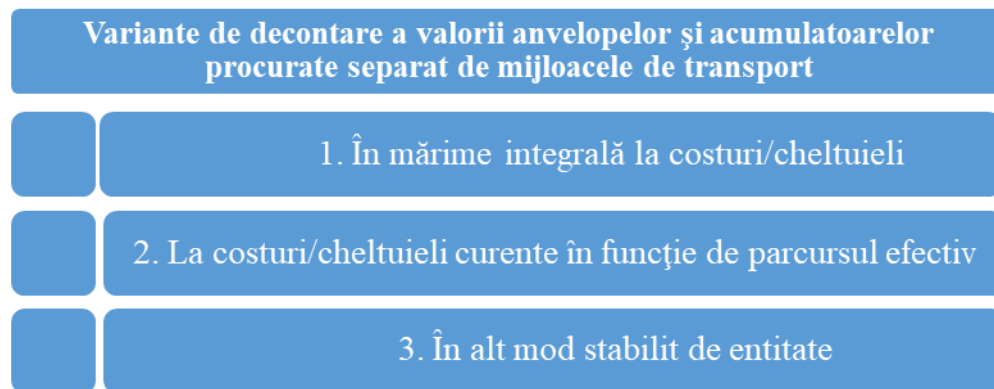 Variante de decontare a valorii anvelopelor şi acumulatoarelor
procurate separat de mijloacele de transport
1. În mărime integrală la costuri/cheltuieli
2. La costuri/cheltuieli curente în funcţie de parcursul efectiv
3. În alt mod stabilit de entitate